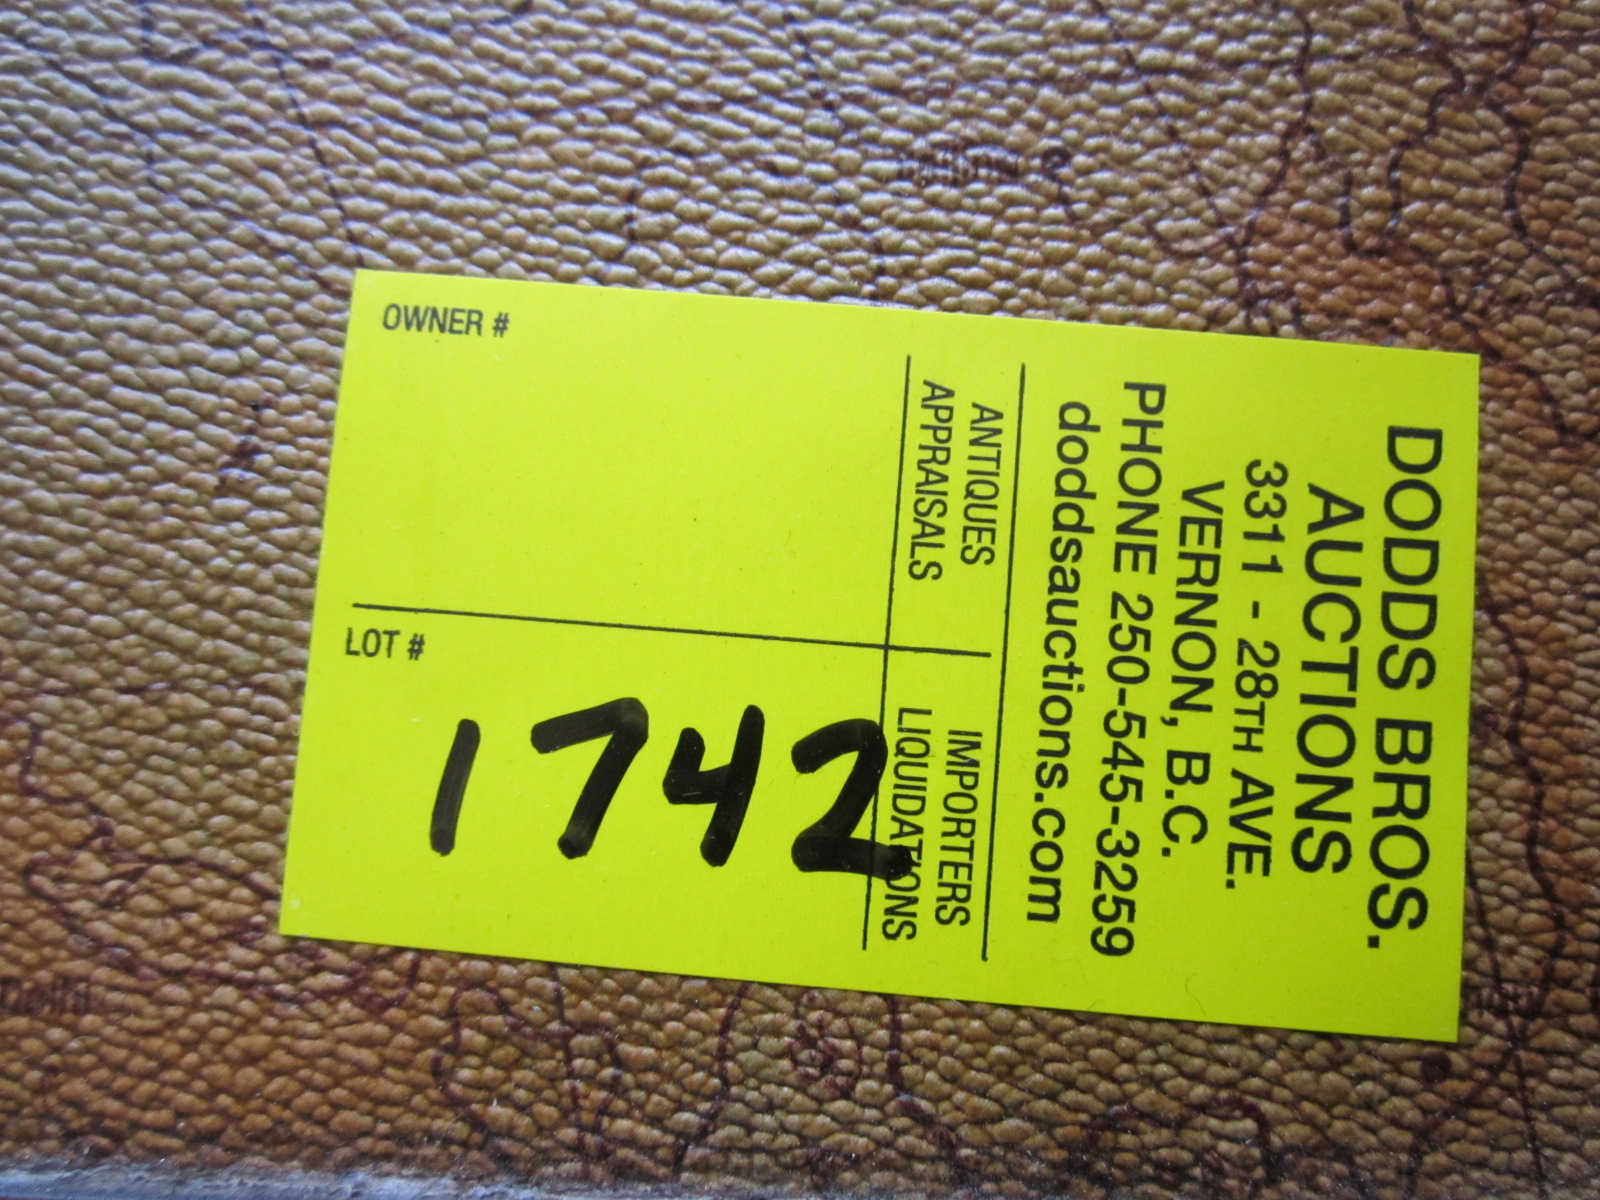 DODDS BROS.
AUCTIONS
3311 - 28TH AVE.
VERNON, B.C.
PHONE 250-545-3259
doddsauctions.com
ANTIQUES
APPRAISALS
IMPORTERS
LIQUIDATIONS
OWNER #
LOT #
1742